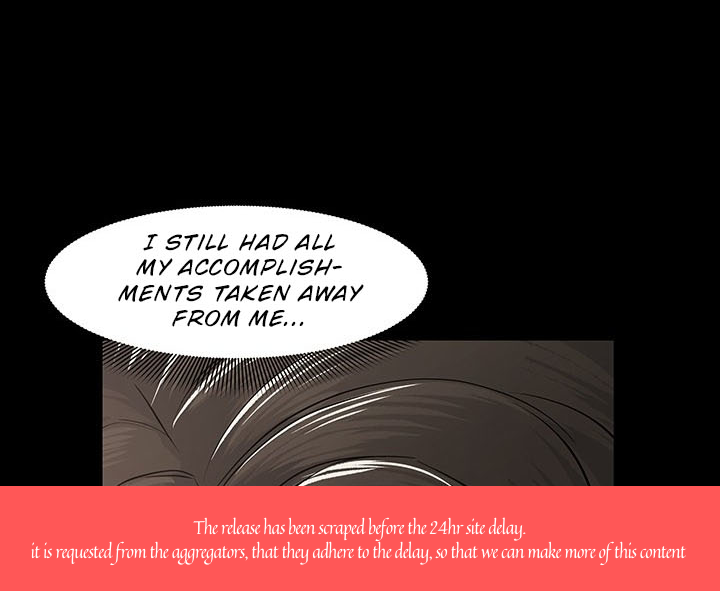 I STILL HAD ALL
MY ACCOMPLISH-
MENTS TAKEN AWAY
FROM ME...
The release has been scraped before the 24hr site delay.
it is requested from the aggregators, that they adhere to the delay, so that we can make more of this content